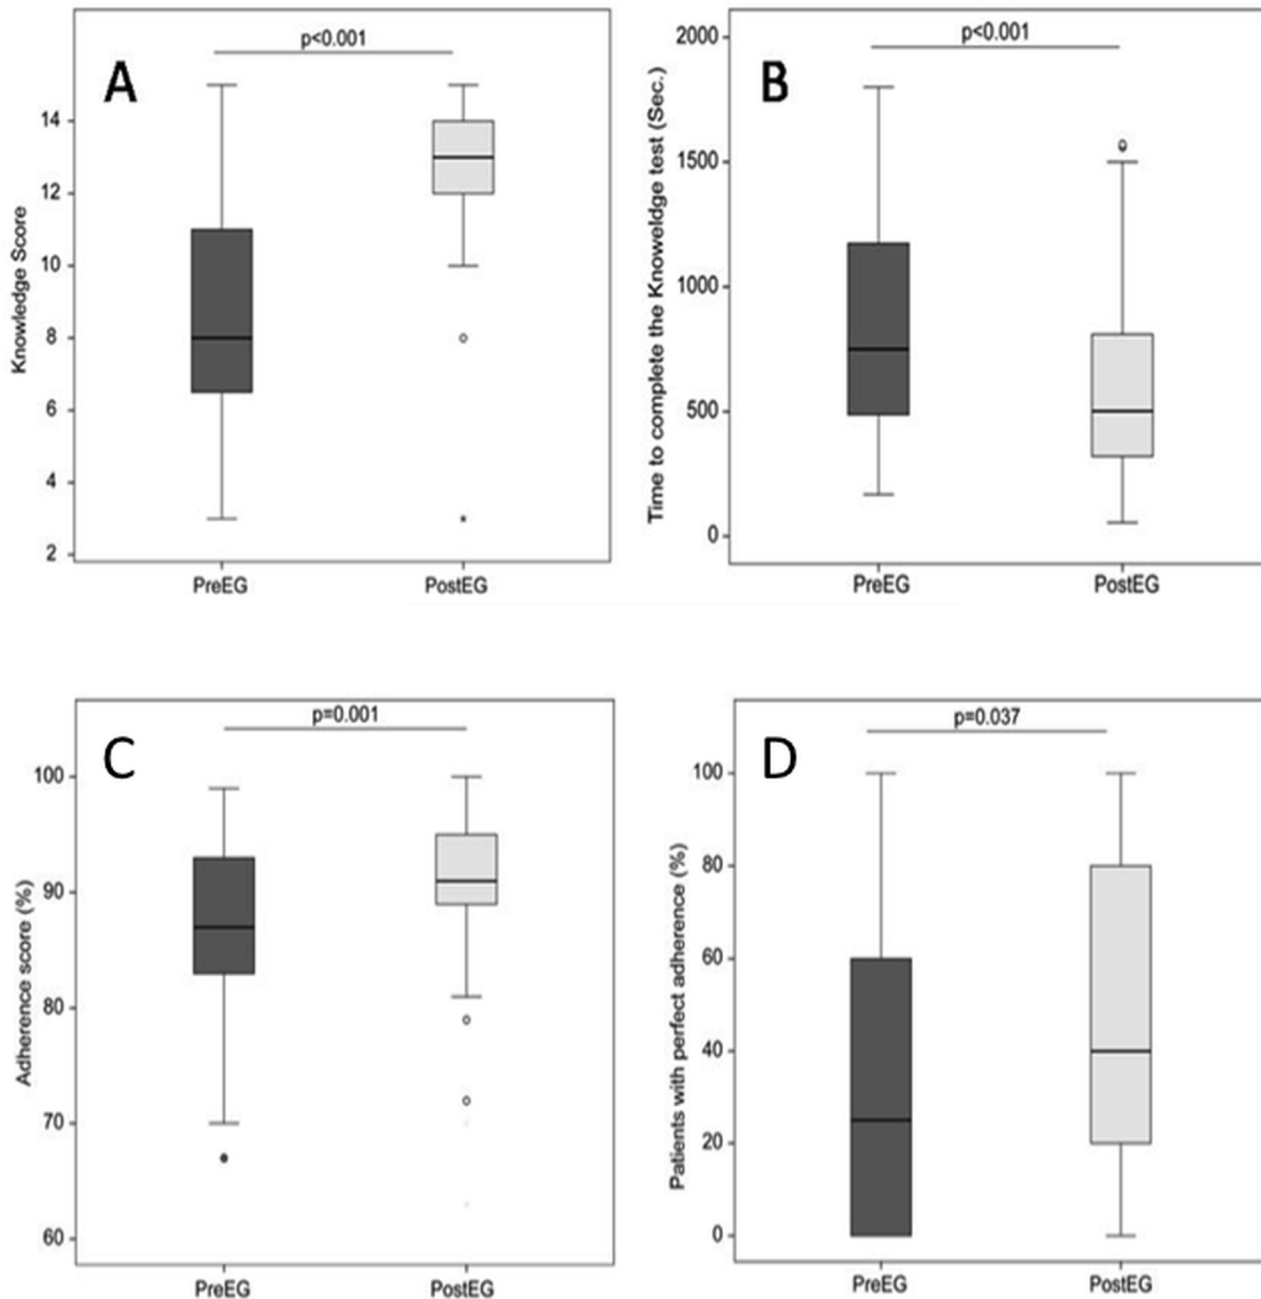 A
p<0.001
Knowledge Score
14
12
10
8
6
4
2
PreEG
PostEG
B
p<0.001
Time to complete the Knoweldge test (Sec.)
2000
1500
1000
500
0
PreEG
PostEG
C
p=0.001
Adherence score (%)
100
90
80
70
60
PreEG
PostEG
D
p=0.037
Patients with perfect adherence (%)
100
80
60
40
20
0
PreEG
PostEG